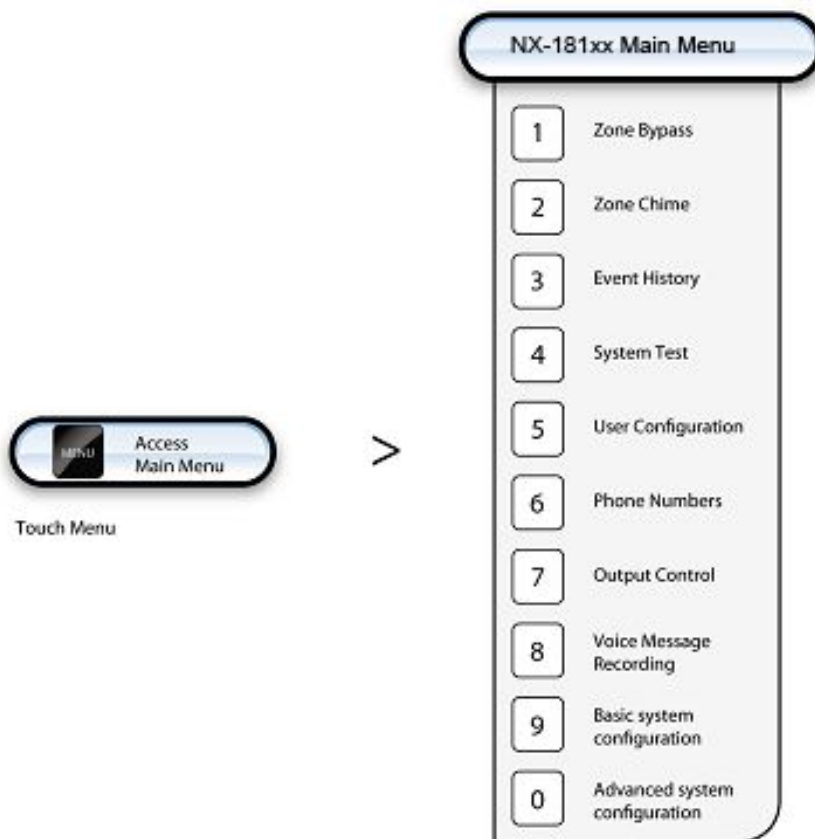 NX-181xx Main Menu
1 Zone Bypass
2 Zone Chime
3 Event History
4 System Test
MENU Access
Main Menu
Touch Menu
>
5 User Configuration
6 Phone Numbers
7 Output Control
8 Voice Message
Recording
9 Basic system
configuration
0 Advanced system
configuration